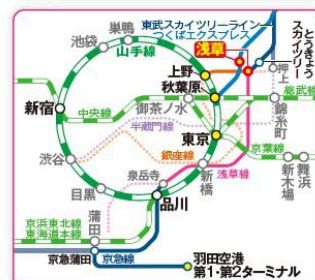 東武スカイツリーライン
つくばエクスプレス
とうきょう
スカイツリー
巣鴨
池袋
山手線
浅草
上野
押上
秋葉原
新宿
中央線
御茶ノ水
総武線
錦糸町
半蔵門線
東京
京葉線
渋谷
銀座線
泉岳寺
新橋
浅草線
新木場
舞浜
目黒
品川
京浜東北線
東海道本線
蒲田
京急蒲田
京急線
羽田空港
第1・第2ターミナル